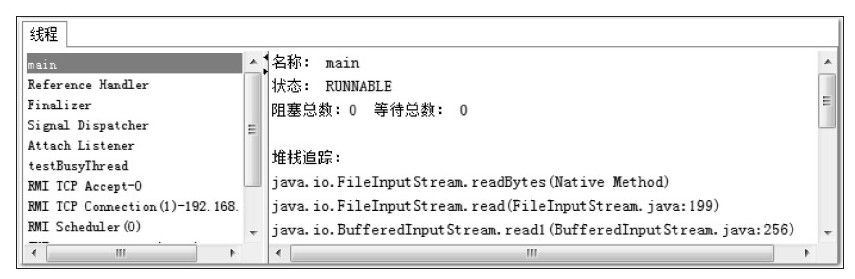 线程
main
Reference Handler
Finalizer
Signal Dispatcher
Attach Listener
testBusyThread
RMI TCP Accept-0
RMI TCP Connection(1)-192.168.
RMI Scheduler(0)
名称: main
状态: RUNNABLE
阻塞总数: 0 等待总数: 0
堆栈追踪:
java.io.FileInputStream.readBytes(Native Method)
java.io.FileInputStream.read(FileInputStream.java:199)
java.io.BufferedInputStream.read1(BufferedInputStream.java:256)